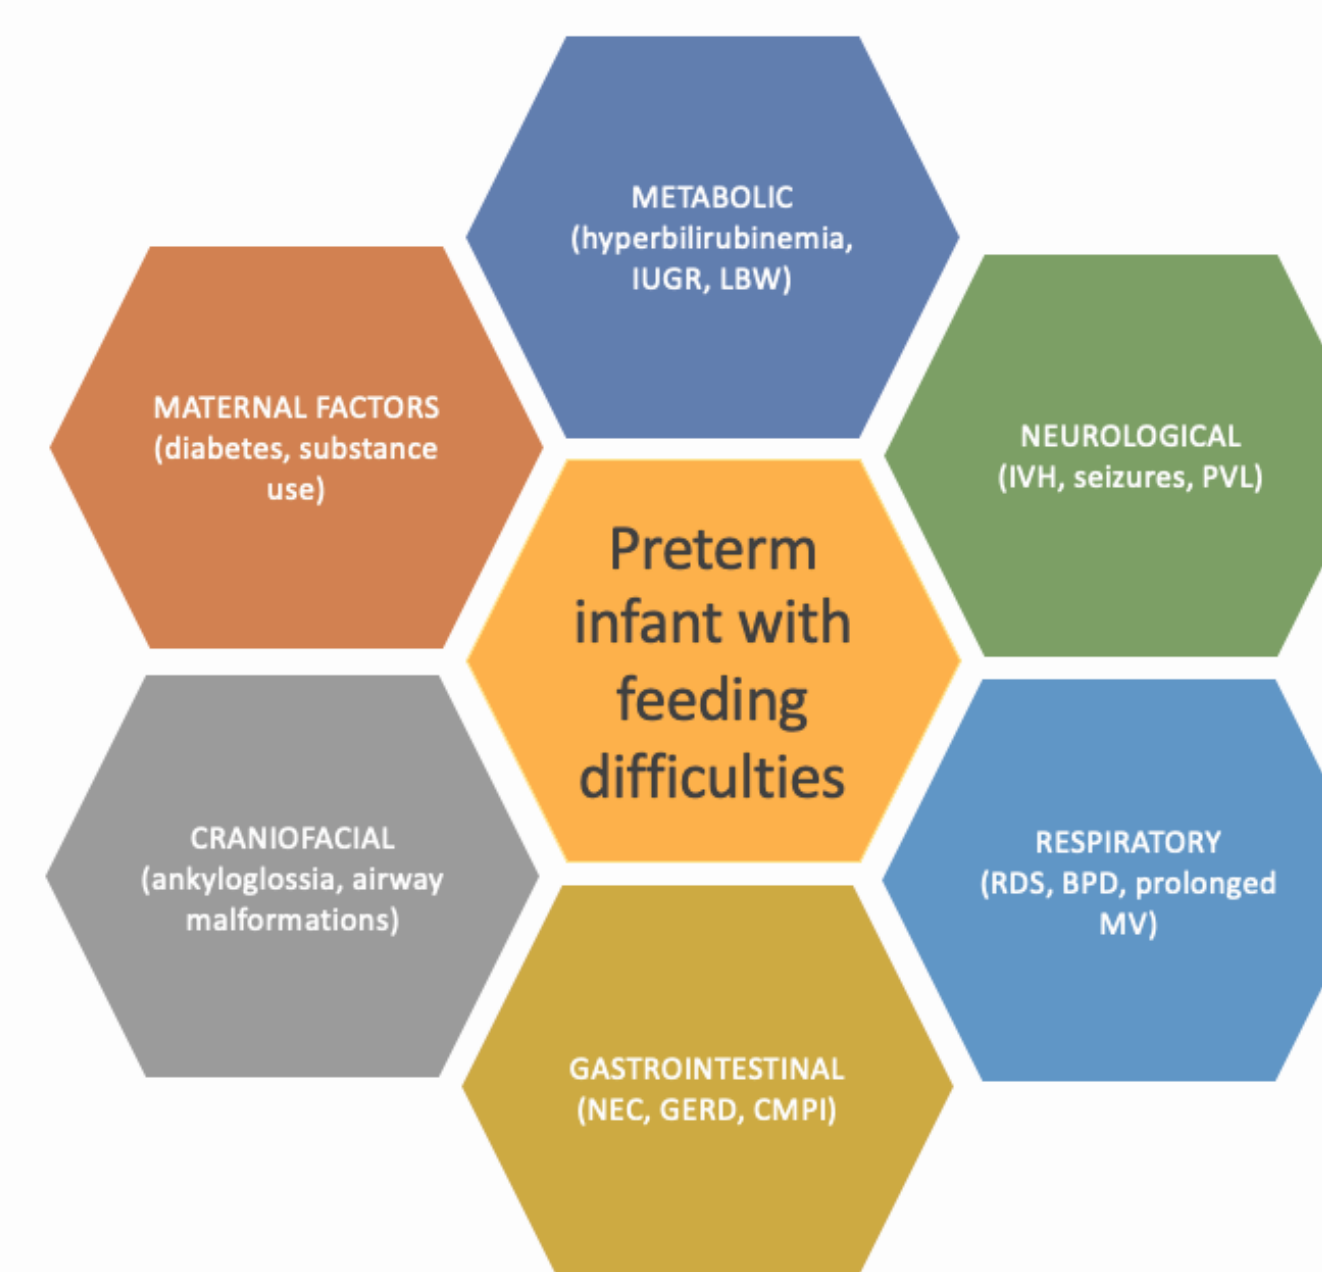 METABOLIC
(hyperbilirubinemia,
IUGR, LBW)
MATERNAL FACTORS
(diabetes, substance
use)
NEUROLOGICAL
(IVH, seizures, PVL)
Preterm
infant with
feeding
difficulties
CRANIOFACIAL
(ankyloglossia, airway
malformations)
RESPIRATORY
(RDS, BPD, prolonged
MV)
GASTROINTESTINAL
(NEC, GERD, CMPI)